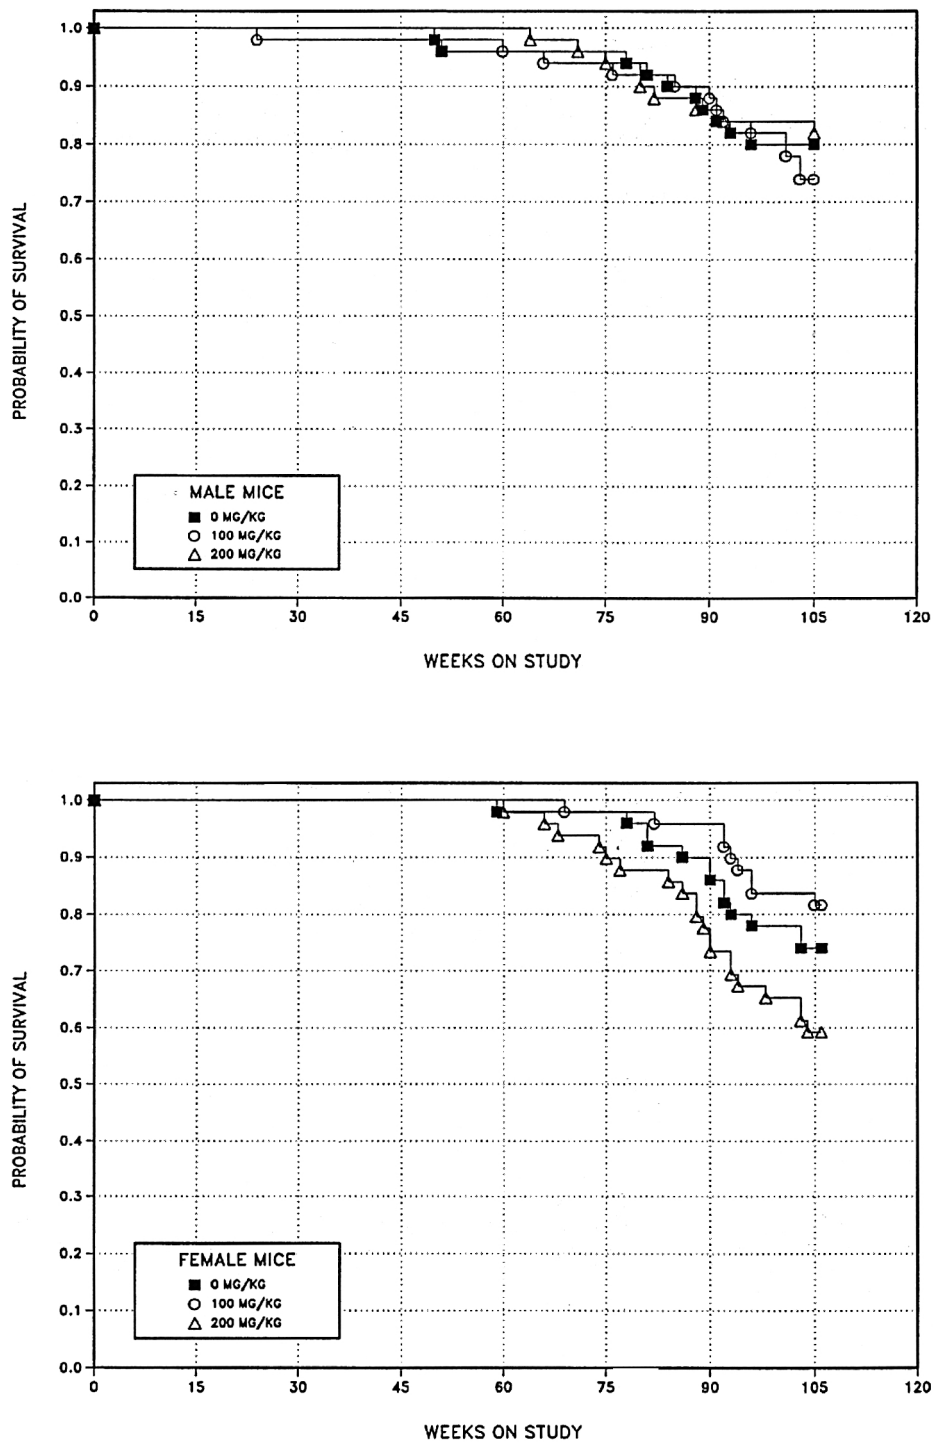 1.0
0.9
0.8
0.7
0.6
0.5
0.4
0.3
0.2
0.1
0.0
PROBABILITY OF SURVIVAL
MALE MICE
0 MG/KG
100 MG/KG
200 MG/KG
0 15 30 45 60 75 90 105 120
WEEKS ON STUDY
1.0
0.9
0.8
0.7
0.6
0.5
0.4
0.3
0.2
0.1
0.0
PROBABILITY OF SURVIVAL
FEMALE MICE
0 MG/KG
100 MG/KG
200 MG/KG
0 15 30 45 60 75 90 105 120
WEEKS ON STUDY